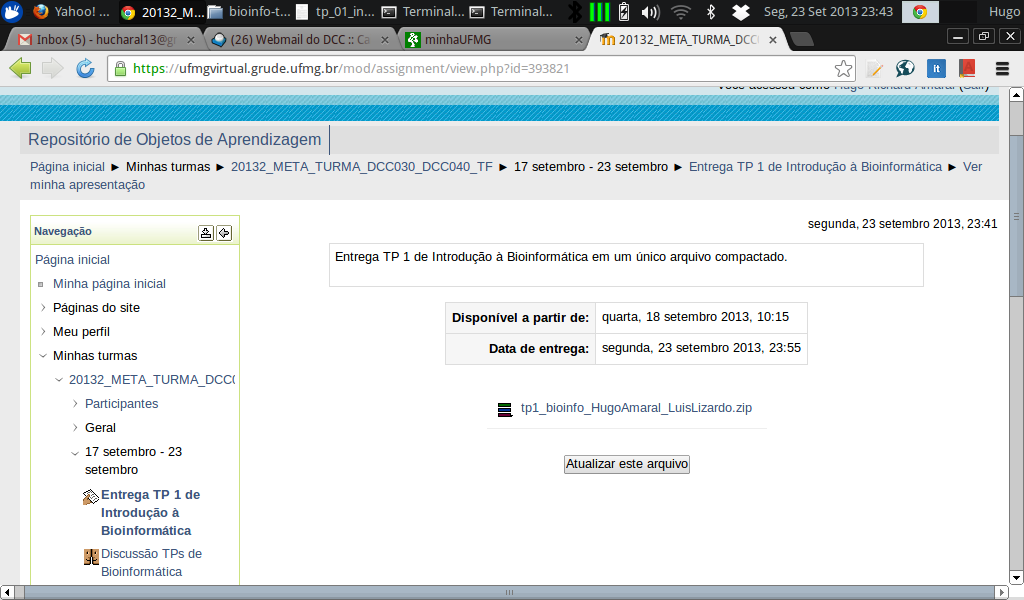 Yahoo! ...
20132_M...
bioinfo-t...
tp_01_in...
Terminal...
Terminal...
Seg, 23 Set 2013 23:43
Hugo
Inbox (5) - hucharal13@g
(26) Webmail do DCC :: Ca
minhaUFMG
20132_META_TURMA_DCC
https://ufmgvirtual.grude.ufmg.br/mod/assignment/view.php?id=393821
It
Você acessou como Hugo Richard Amaral (Sair)
Repositório de Objetos de Aprendizagem
Página inicial ► Minhas turmas ► 20132_META_TURMA_DCC030_DCC040_TF ► 17 setembro - 23 setembro ► Entrega TP 1 de Introdução à Bioinformática ► Ver
minha apresentação
segunda, 23 setembro 2013, 23:41
Navegação
Página inicial
Minha página inicial
Páginas do site
Meu perfil
Minhas turmas
20132_META_TURMA_DCC0
Participantes
Geral
17 setembro - 23
setembro
Entrega TP 1 de
Introdução à
Bioinformática
Discussão TPs de
Bioinformática
Entrega TP 1 de Introdução à Bioinformática em um único arquivo compactado.
Disponível a partir de: quarta, 18 setembro 2013, 10:15
Data de entrega: segunda, 23 setembro 2013, 23:55
tp1_bioinfo_HugoAmaral_LuisLizardo.zip
Atualizar este arquivo